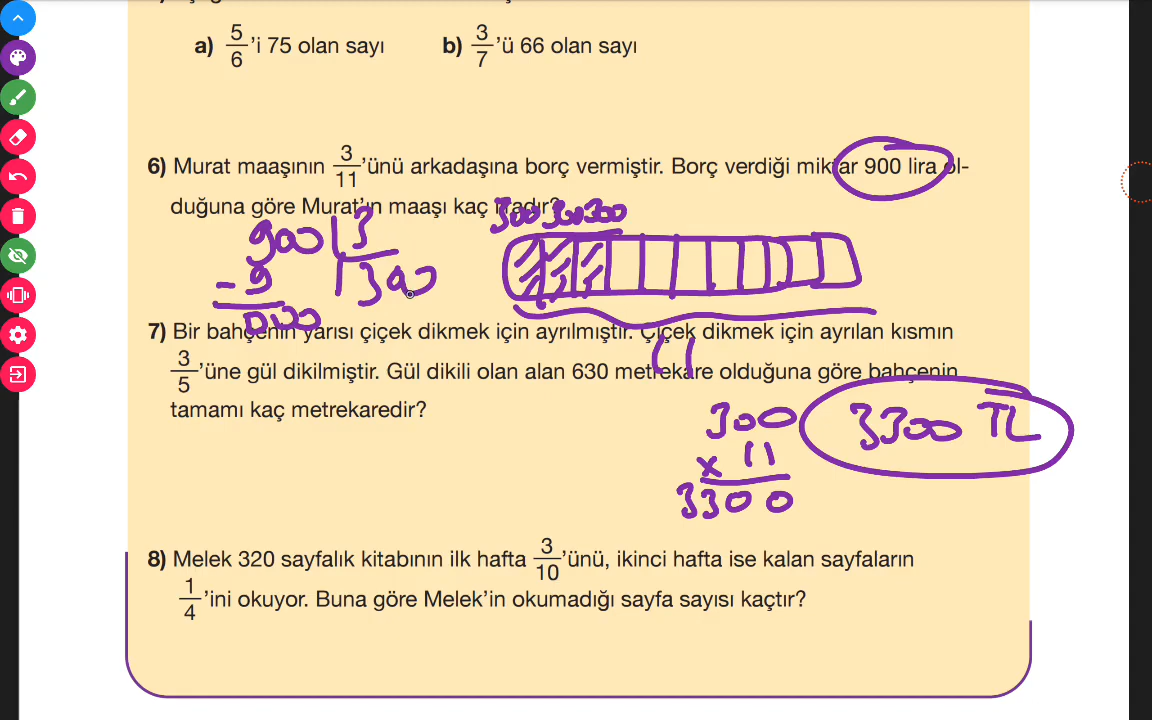 a) 5/6 'i 75 olan sayı b) 3/7 'ü 66 olan sayı
6) Murat maaşının 3/11 'ünü arkadaşına borç vermiştir. Borç verdiği miktar 900 lira ol-
duğuna göre Murat'ın maaşı kaç liradır?
300 300 300
900 3
- 9 300
000
7) Bir bahçenin yarısı çiçek dikmek için ayrılmıştır. Çiçek dikmek için ayrılan kısmın
11
3/5 'üne gül dikilmiştir. Gül dikili olan alan 630 metrekare olduğuna göre bahçenin
tamamı kaç metrekaredir?
300
x 11
3300
3300 TL
8) Melek 320 sayfalık kitabının ilk hafta 3/10 'ünü, ikinci hafta ise kalan sayfaların
1/4 'ini okuyor. Buna göre Melek'in okumadığı sayfa sayısı kaçtır?